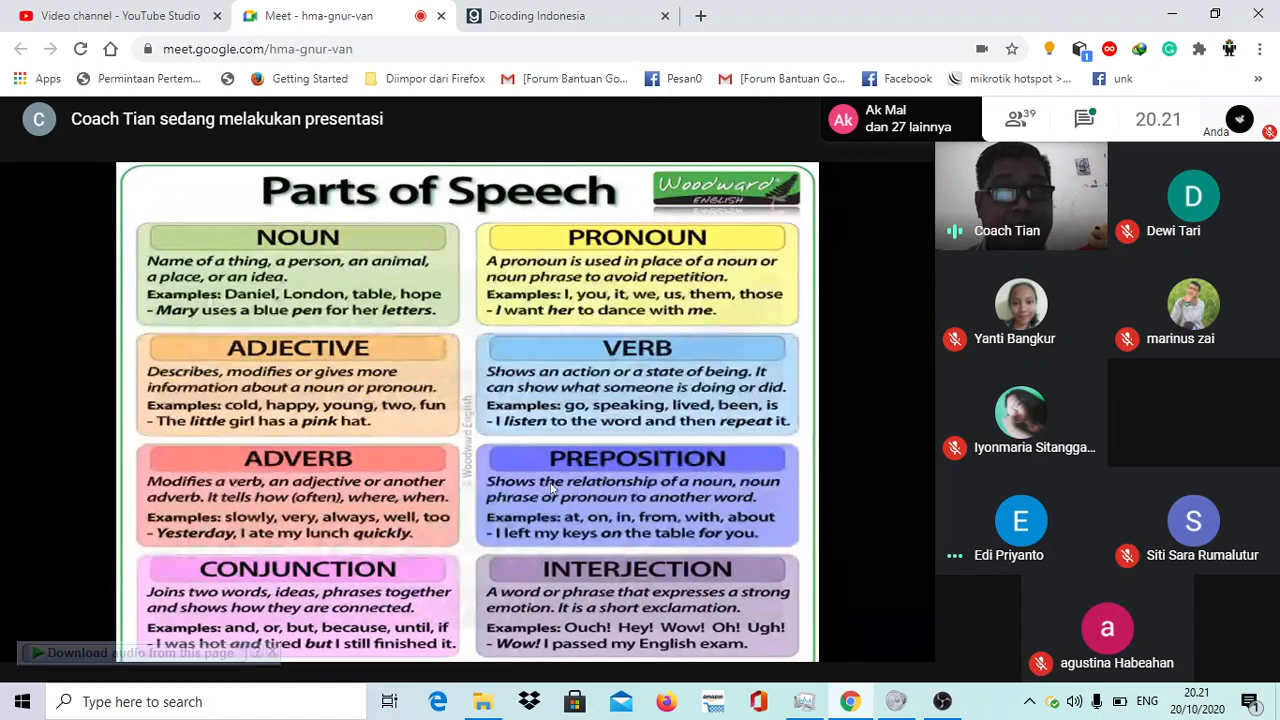 Video channel - YouTube Studio
Meet - hma-gnur-van
Dicoding Indonesia
meet.google.com/hma-gnur-van
1
Apps
Permintaan Pertem...
Getting Started
Diimpor dari Firefox
[Forum Bantuan Go...
Pesan0
[Forum Bantuan Go...
Facebook
mikrotik hotspot >...
unk
»
C
Coach Tian sedang melakukan presentasi
Ak
Ak Mal
dan 27 lainnya
39
20.21
Anda
Parts of Speech
Woodward
ENGLISH
NOUN
Name of a thing, a person, an animal,
a place, or an idea.
Examples: Daniel, London, table, hope
- Mary uses a blue pen for her letters.
PRONOUN
A pronoun is used in place of a noun or
noun phrase to avoid repetition.
Examples: I, you, it, we, us, them, those
- I want her to dance with me.
ADJECTIVE
Describes, modifies or gives more
information about a noun or pronoun.
Examples: cold, happy, young, two, fun
- The little girl has a pink hat.
VERB
Shows an action or a state of being. It
can show what someone is doing or did.
Examples: go, speaking, lived, been, is
- I listen to the word and then repeat it.
ADVERB
Modifies a verb, an adjective or another
adverb. It tells how (often), where, when.
Examples: slowly, very, always, well, too
- Yesterday, I ate my lunch quickly.
PREPOSITION
Shows the relationship of a noun, noun
phrase or pronoun to another word.
Examples: at, on, in, from, with, about
- I left my keys on the table for you.
CONJUNCTION
Joins two words, ideas, phrases together
and shows how they are connected.
Examples: and, or, but, because, until, if
- I was hot and tired but I still finished it.
INTERJECTION
A word or phrase that expresses a strong
emotion. It is a short exclamation.
Examples: Ouch! Hey! Wow! Oh! Ugh!
- Wow! I passed my English exam.
© Woodward English
Download audio from this page
? x
Coach Tian
D
Dewi Tari
Yanti Bangkur
marinus zai
Iyonmaria Sitangga...
E
Edi Priyanto
S
Siti Sara Rumalutur
a
agustina Habeahan
Type here to search
amazon
ENG
20.21
20/10/2020
1